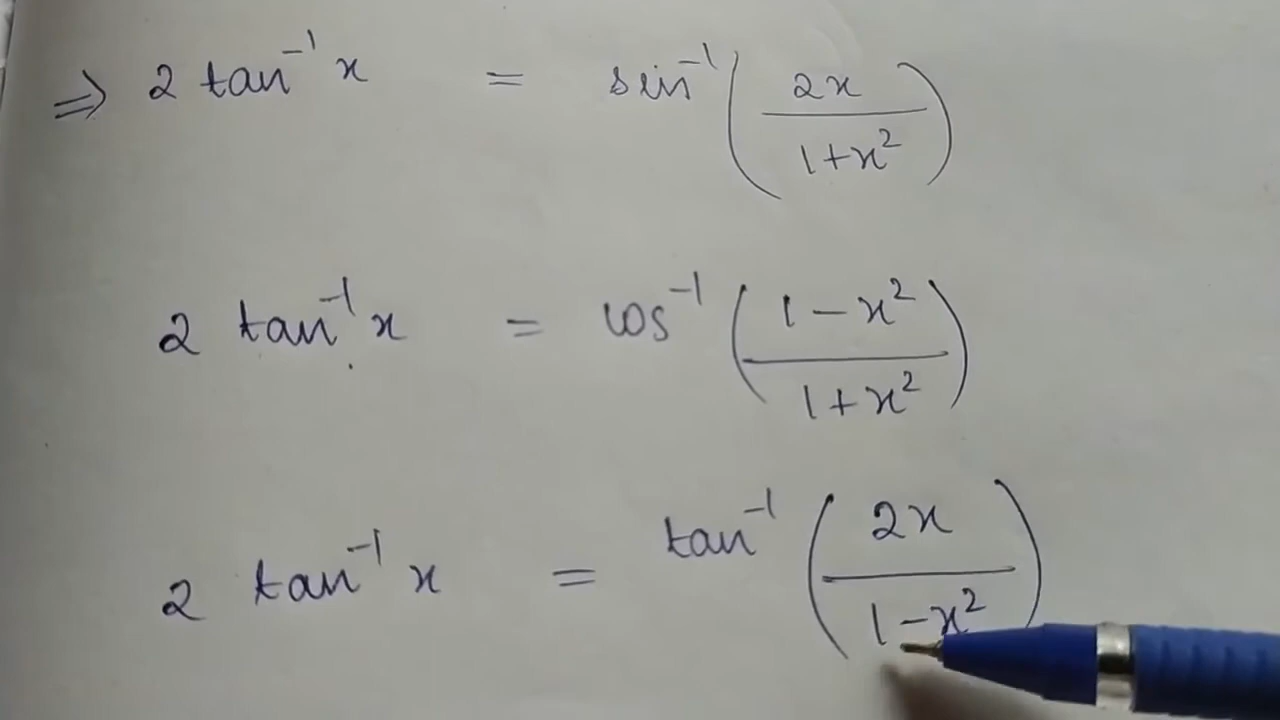 ⇒ 2 tan⁻¹ x = sin⁻¹ (2x / 1+x²)
2 tan⁻¹ x = cos⁻¹ (1−x² / 1+x²)
2 tan⁻¹ x = tan⁻¹ (2x / 1−x²)